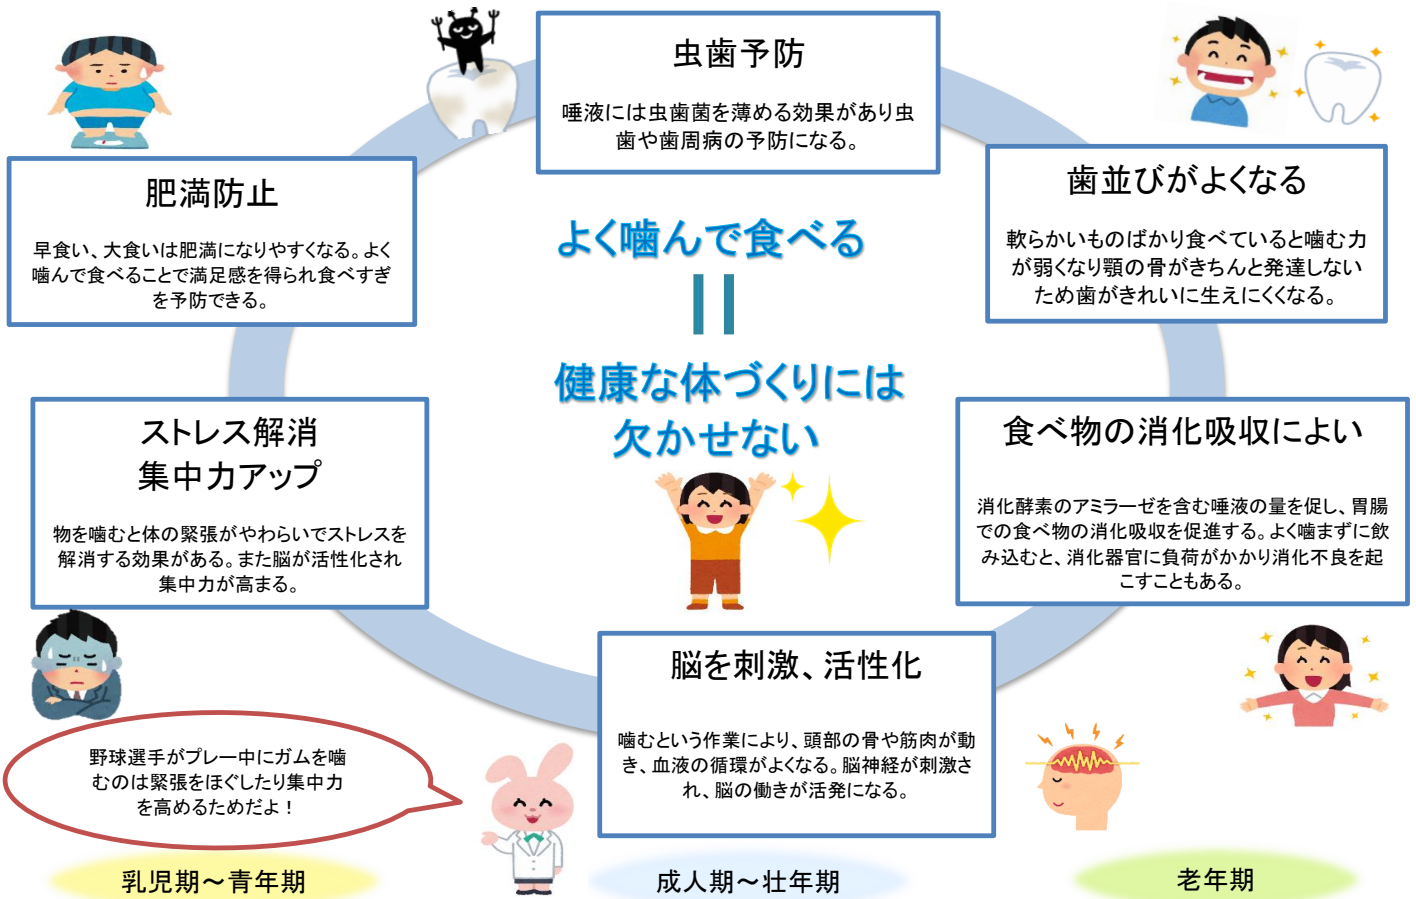 虫歯予防
唾液には虫歯菌を薄める効果があり虫
歯や歯周病の予防になる。
肥満防止
早食い、大食いは肥満になりやすくなる。よく
噛んで食べることで満足感を得られ食べすぎ
を予防できる。
歯並びがよくなる
軟らかいものばかり食べていると噛む力
が弱くなり顎の骨がきちんと発達しない
ため歯がきれいに生えにくくなる。
よく噛んで食べる
||
健康な体づくりには
欠かせない
ストレス解消
集中力アップ
物を噛むと体の緊張がやわらいでストレスを
解消する効果がある。また脳が活性化され
集中力が高まる。
食べ物の消化吸収によい
消化酵素のアミラーゼを含む唾液の量を促し、胃腸
での食べ物の消化吸収を促進する。よく噛まずに飲
み込むと、消化器官に負荷がかかり消化不良を起
こすこともある。
脳を刺激、活性化
噛むという作業により、頭部の骨や筋肉が動
き、血液の循環がよくなる。脳神経が刺激さ
れ、脳の働きが活発になる。
野球選手がプレー中にガムを噛
むのは緊張をほぐしたり集中力
を高めるためだよ！
乳児期～青年期
成人期～壮年期
老年期